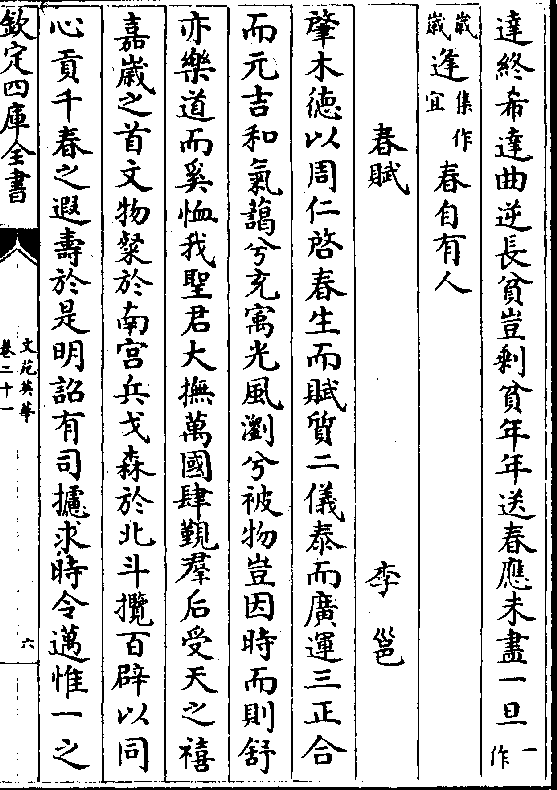 達終希達曲逆長貧豈剩貧年年送春應未盡一旦一作
歲歲逢集作宜春自有人
春賦 李邕
肇木徳以周仁啓春生而賦質二儀泰而廣運三正合
而元吉和氣藹兮充寓光風瀏兮被物豈因時而則舒
亦樂道而奚恤我聖君大撫萬國肆覲羣后受天之禧
嘉歲之首文物粲於南宫兵戈森於北斗攬百辟以同
心貢千春之遐壽於是明詔有司攄求時令邁惟一之
欽定四庫全書
文苑英華
卷二十一
六